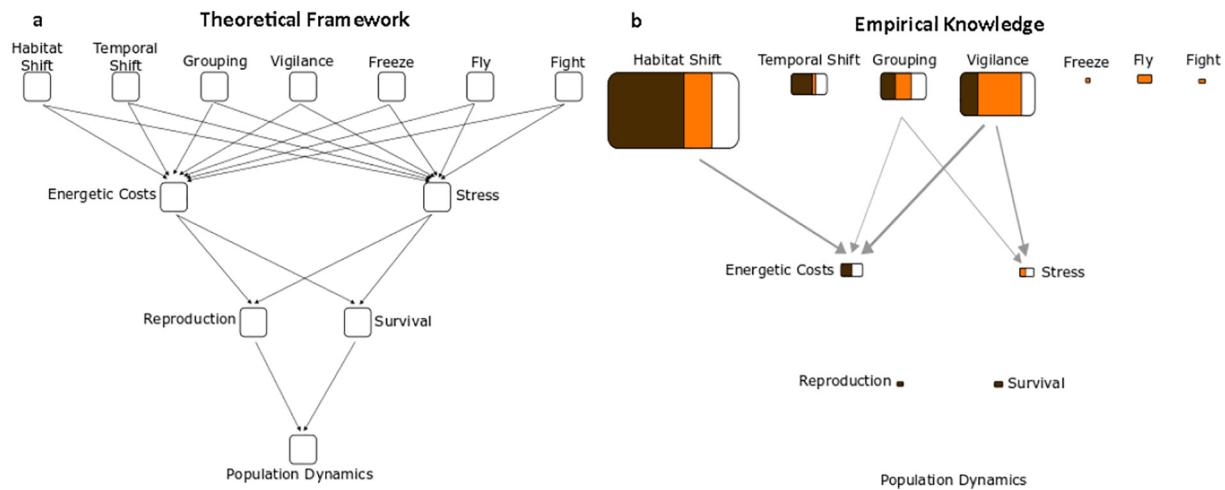 a
Theoretical Framework
Habitat
Shift
Temporal
Shift
Grouping
Vigilance
Freeze
Fly
Fight
Energetic Costs
Stress
Reproduction
Survival
Population Dynamics
b
Empirical Knowledge
Habitat Shift
Temporal Shift
Grouping
Vigilance
Freeze
Fly
Fight
Energetic Costs
Stress
Reproduction
Survival
Population Dynamics